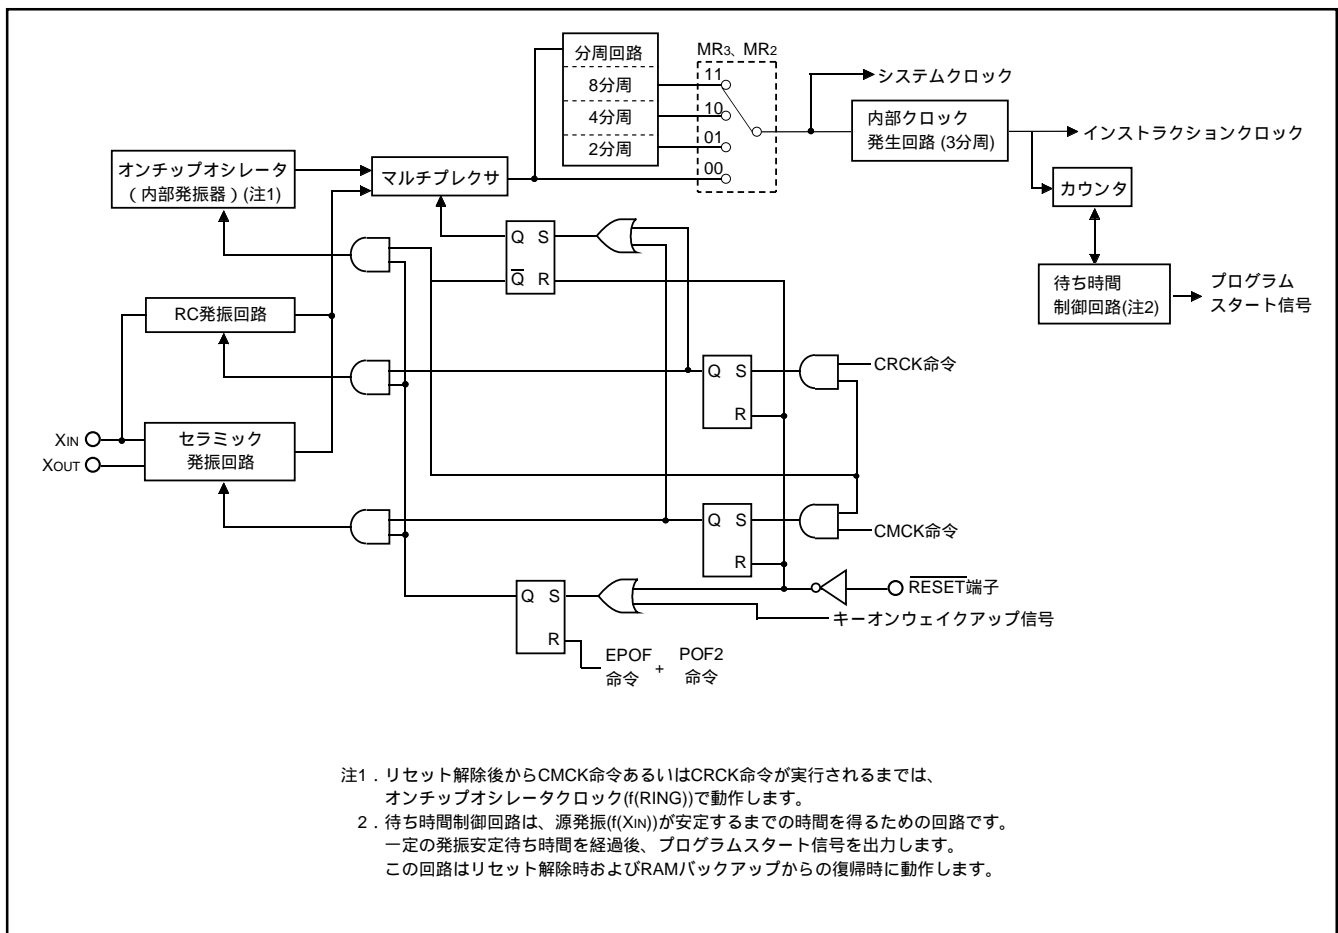 分周回路
8分周
4分周
2分周
MR3、MR2
11
10
01
00
システムクロック
内部クロック
発生回路 (3分周)
インストラクションクロック
カウンタ
待ち時間
制御回路(注2)
プログラム
スタート信号
オンチップオシレータ
(内部発振器)(注1)
マルチプレクサ
Q S
Q R
RC発振回路
Q S
R
CRCK命令
XIN
XOUT
セラミック
発振回路
Q S
R
CMCK命令
RESET端子
キーオンウェイクアップ信号
Q S
R
EPOF
命令
+
POF2
命令
注1．リセット解除後からCMCK命令あるいはCRCK命令が実行されるまでは、
オンチップオシレータクロック(f(RING))で動作します。
2．待ち時間制御回路は、源発振(f(XIN))が安定するまでの時間を得るための回路です。
一定の発振安定待ち時間を経過後、プログラムスタート信号を出力します。
この回路はリセット解除時およびRAMバックアップからの復帰時に動作します。